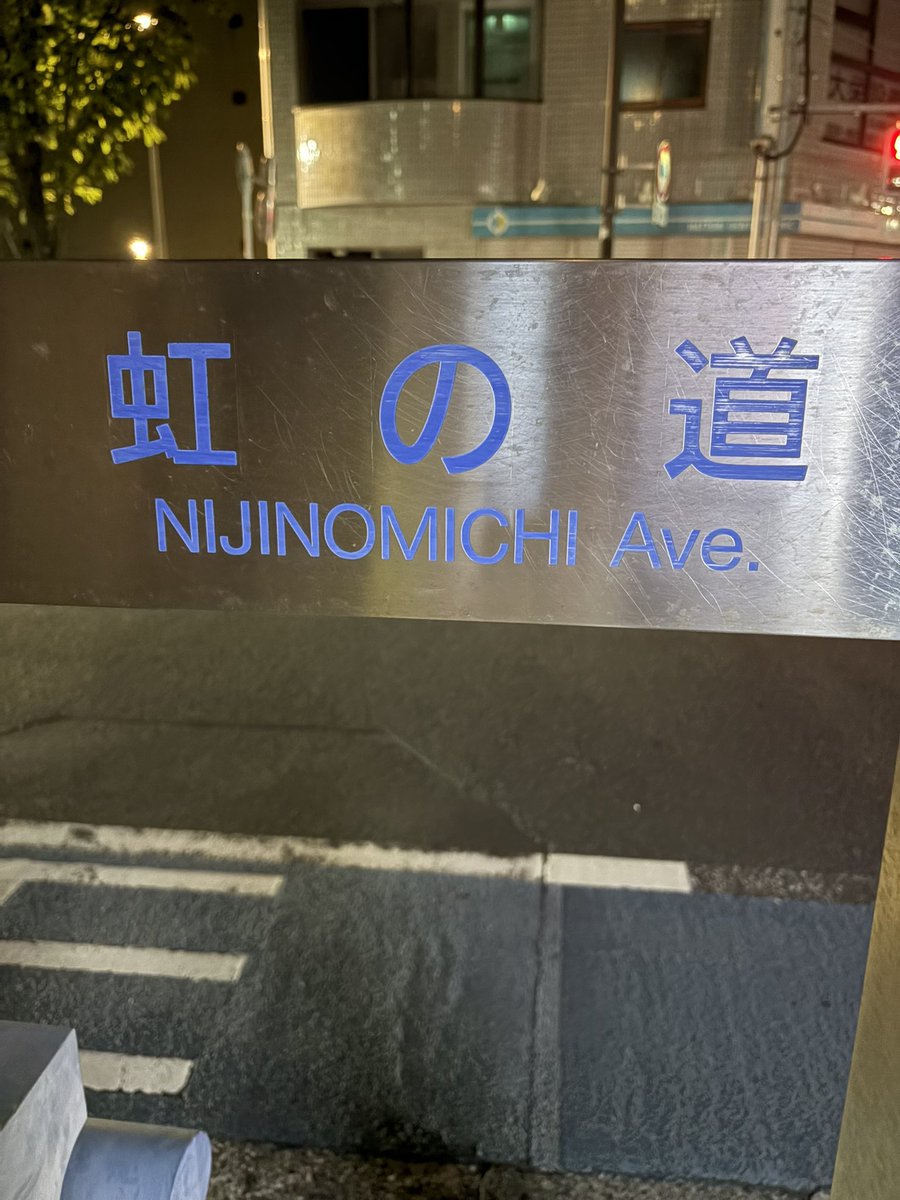 虹の道
NIJINOMICHI Ave.